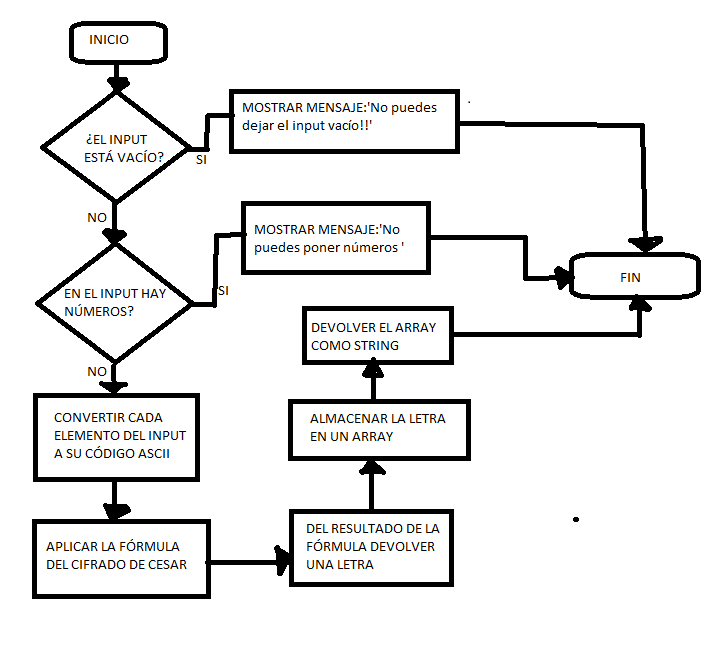 INICIO
¿EL INPUT
ESTÁ VACÍO?
SI
MOSTRAR MENSAJE:'No puedes
dejar el input vacío!!'
NO
EN EL INPUT HAY
NÚMEROS?
SI
MOSTRAR MENSAJE:'No
puedes poner números '
FIN
NO
CONVERTIR CADA
ELEMENTO DEL INPUT
A SU CÓDIGO ASCII
APLICAR LA FÓRMULA
DEL CIFRADO DE CESAR
DEL RESULTADO DE LA
FÓRMULA DEVOLVER
UNA LETRA
ALMACENAR LA LETRA
EN UN ARRAY
DEVOLVER EL ARRAY
COMO STRING